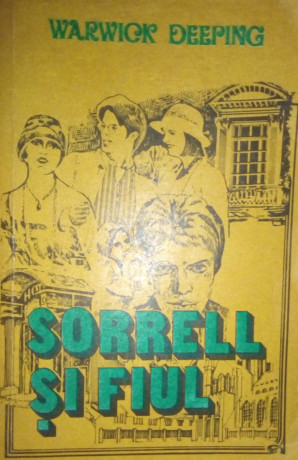 WARWICK DEEPING
SORRELL
ȘI FIUL